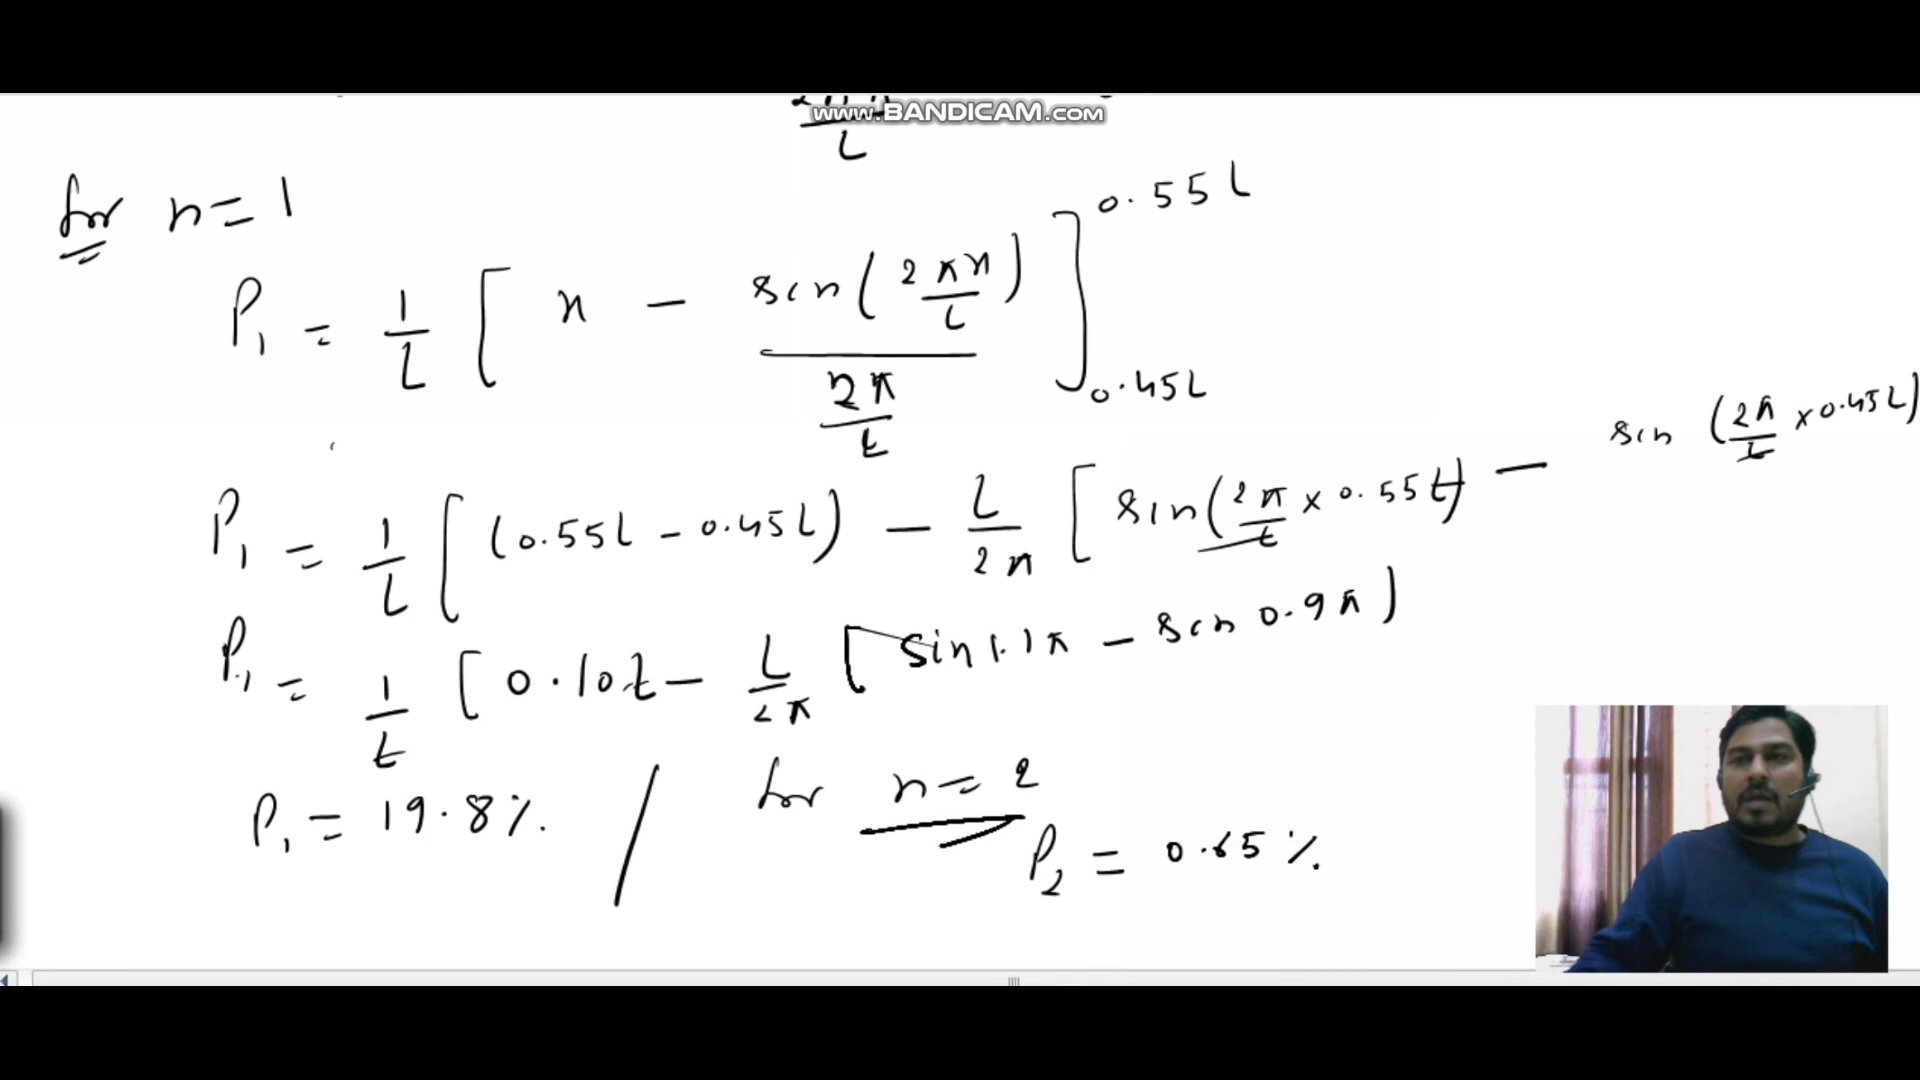 2πn
L
www.BANDICAM.com
for n = 1
P₁ = 1/L [ x - sin(2πx/L) / (2π/L) ] 0.55L 0.45L
P₁ = 1/L [ (0.55L - 0.45L) - L/2π [ sin(2π/L × 0.55L) - sin(2π/L × 0.45L)
P₁ = 1/L [ 0.10L - L/2π [ sin 1.1π - sin 0.9π )
P₁ = 19.8%. / for n = 2
P₂ = 0.65%.